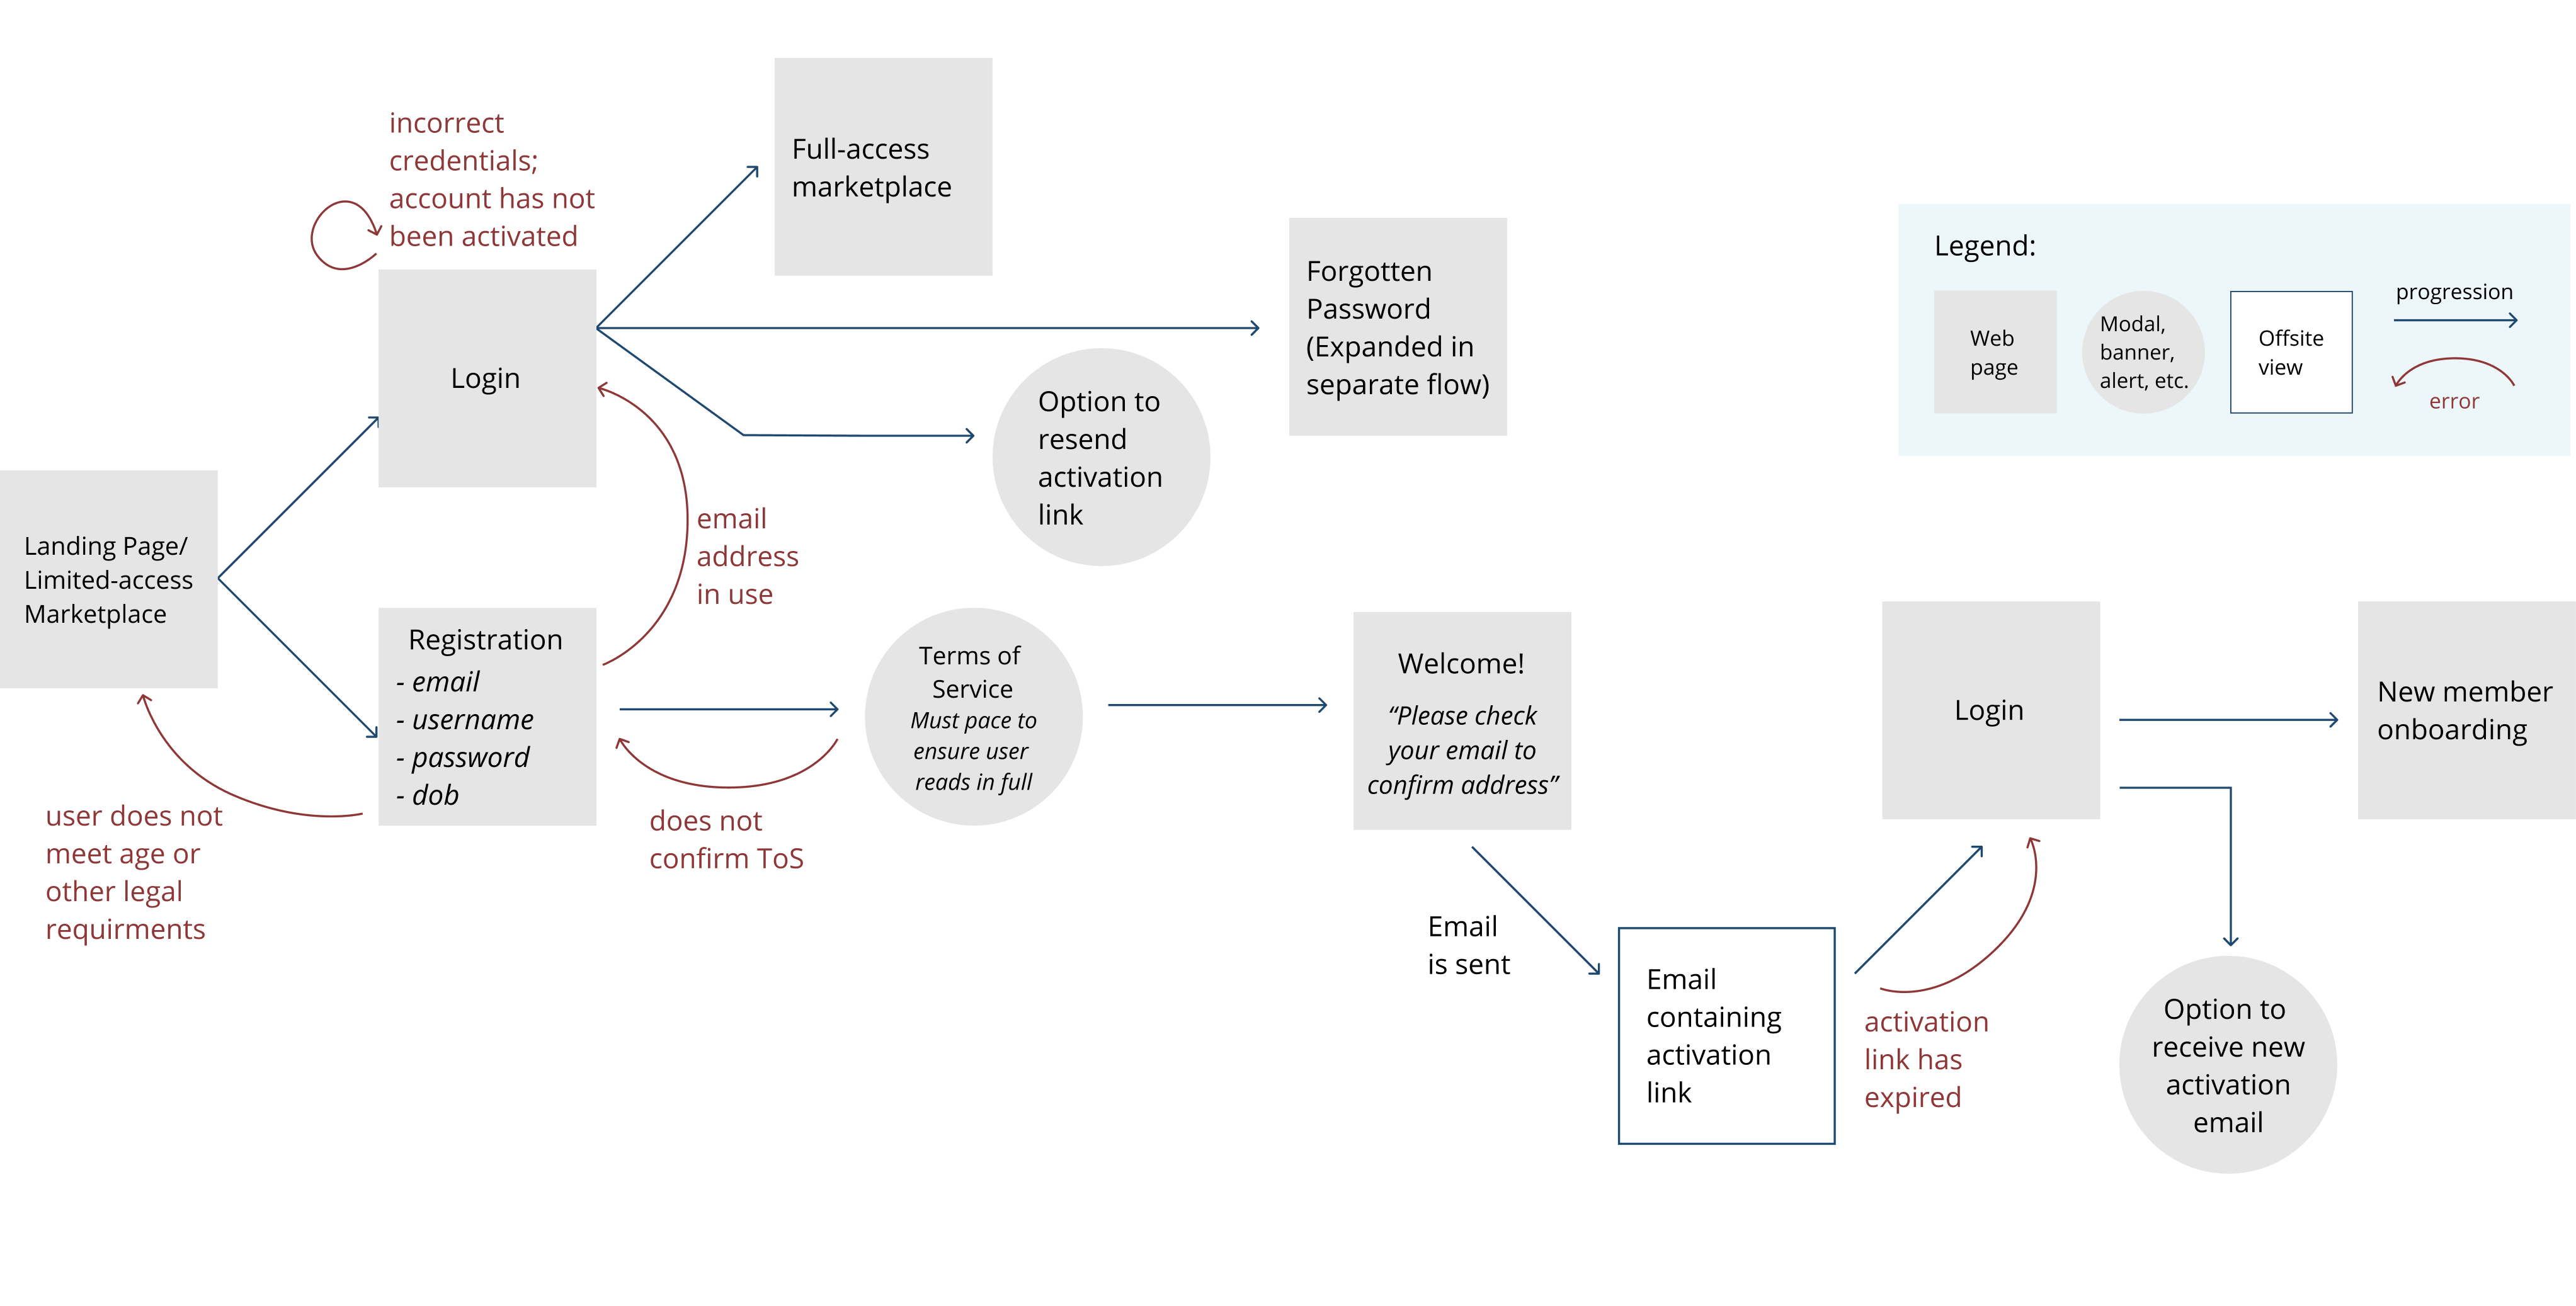 incorrect
credentials;
account has not
been activated
Full-access
marketplace
Login
Forgotten
Password
(Expanded in
separate flow)
Option to
resend
activation
link
Legend:
Web
page
Modal,
banner,
alert, etc.
Offsite
view
progression
error
Landing Page/
Limited-access
Marketplace
email
address
in use
Registration
- email
- username
- password
- dob
user does not
meet age or
other legal
requirments
does not
confirm ToS
Terms of
Service
Must pace to
ensure user
reads in full
Welcome!
“Please check
your email to
confirm address”
Email
is sent
Email
containing
activation
link
activation
link has
expired
Login
New member
onboarding
Option to
receive new
activation
email